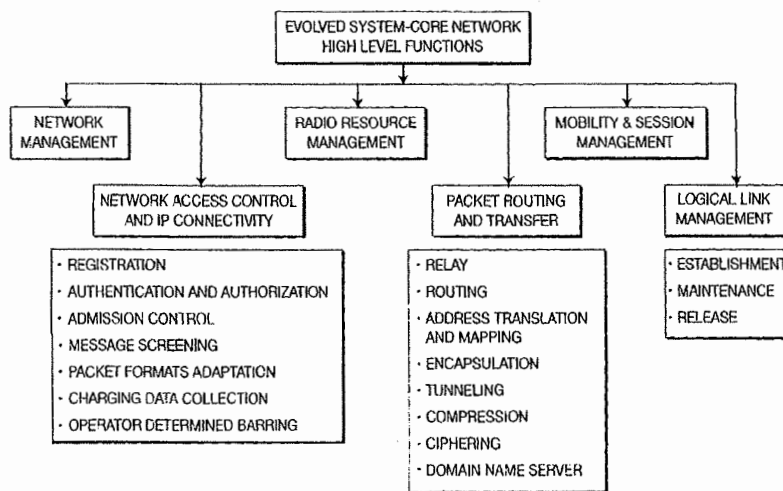 EVOLVED SYSTEM-CORE NETWORK
HIGH LEVEL FUNCTIONS
NETWORK
MANAGEMENT
RADIO RESOURCE
MANAGEMENT
MOBILITY & SESSION
MANAGEMENT
NETWORK ACCESS CONTROL
AND IP CONNECTIVITY
PACKET ROUTING
AND TRANSFER
LOGICAL LINK
MANAGEMENT
· REGISTRATION
· AUTHENTICATION AND AUTHORIZATION
· ADMISSION CONTROL
· MESSAGE SCREENING
· PACKET FORMATS ADAPTATION
· CHARGING DATA COLLECTION
· OPERATOR DETERMINED BARRING
· RELAY
· ROUTING
· ADDRESS TRANSLATION
AND MAPPING
· ENCAPSULATION
· TUNNELING
· COMPRESSION
· CIPHERING
· DOMAIN NAME SERVER
· ESTABLISHMENT
· MAINTENANCE
· RELEASE